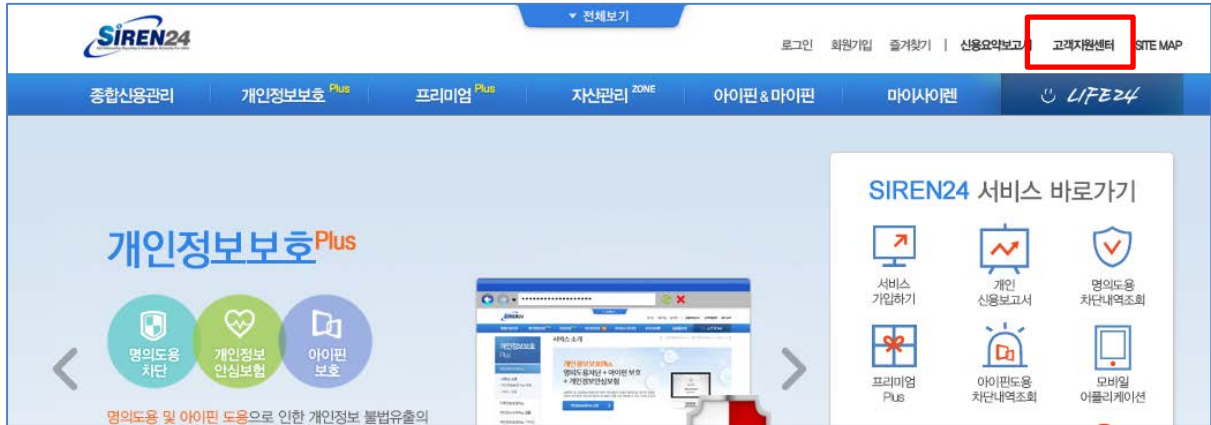 ▼ 전체보기
SiREN24
로그인 회원가입 즐겨찾기 | 신용요약보고서 고객지원센터 SITE MAP
종합신용관리 개인정보보호 Plus 프리미엄 Plus 자산관리 ZONE 아이핀&마이핀 마이사이렌 LIFE24
SIREN24 서비스 바로가기
개인정보보호Plus
서비스 가입하기
개인 신용보고서
명의도용 차단내역조회
명의도용 차단
개인정보 안심보험
아이핀 보호
프리미엄 Plus
아이핀도용 차단내역조회
모바일 어플리케이션
명의도용 및 아이핀 도용으로 인한 개인정보 불법유출의
서비스 소개
개인정보보호Plus
명의도용차단 + 아이핀 보호
+ 개인정보안심보험